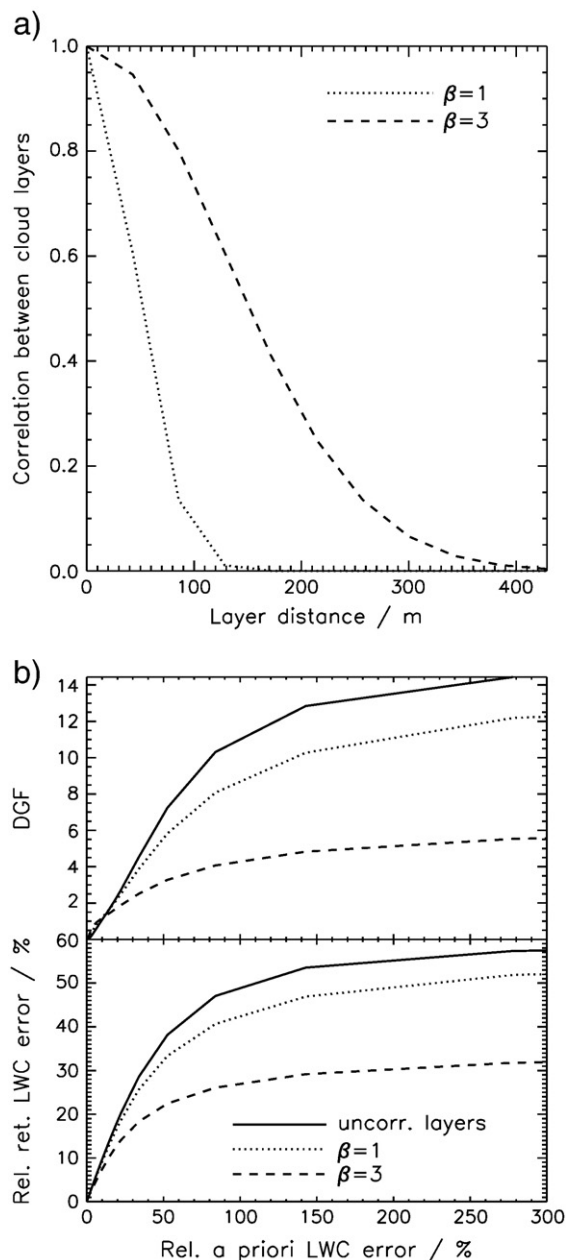 a)
1.0
0.8
0.6
0.4
0.2
0.0
Correlation between cloud layers
β=1
β=3
0
100
200
300
400
Layer distance / m
b)
14
12
10
8
6
4
2
DGF
60
50
40
30
20
10
0
Rel. ret. LWC error / %
uncorr. layers
β=1
β=3
0
50
100
150
200
250
300
Rel. a priori LWC error / %